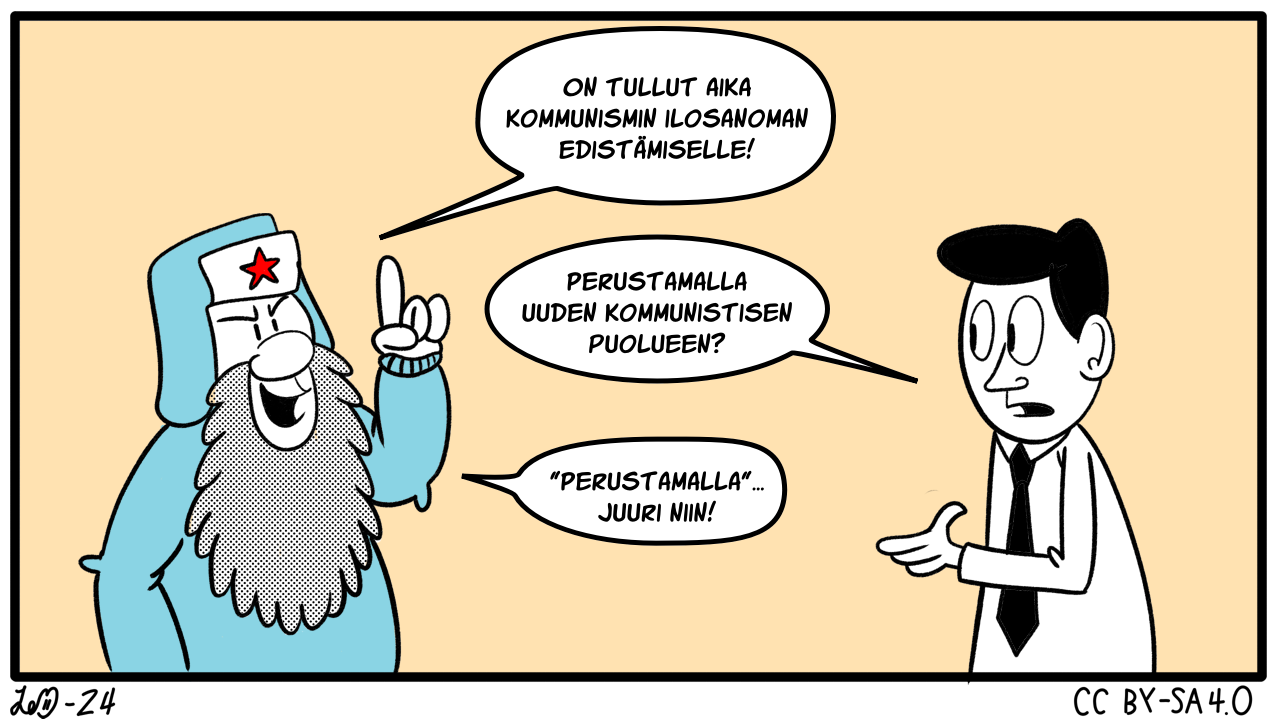 ON TULLUT AIKA
KOMMUNISMIN ILOSANOMAN
EDISTÄMISELLE!
PERUSTAMALLA
UUDEN KOMMUNISTISEN
PUOLUEEN?
"PERUSTAMALLA"...
JUURI NIIN!
-24
CC BY-SA 4.0